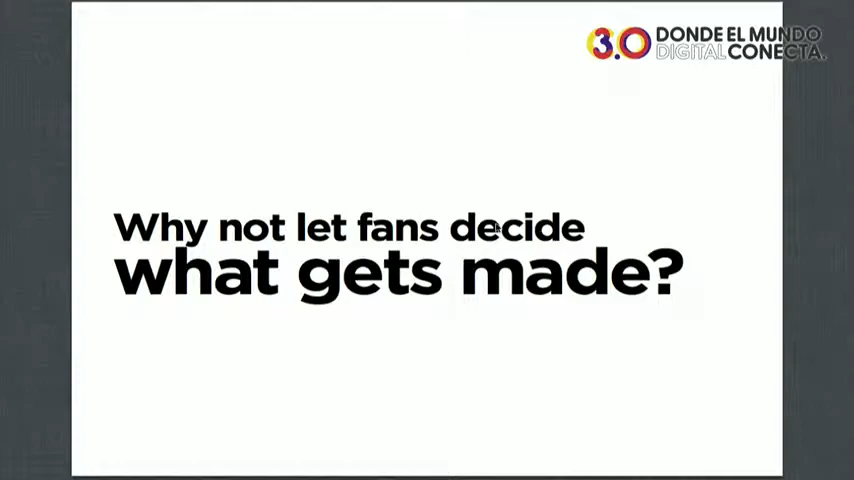 3.0 DONDE EL MUNDO
DIGITAL CONECTA.
Why not let fans decide
what gets made?